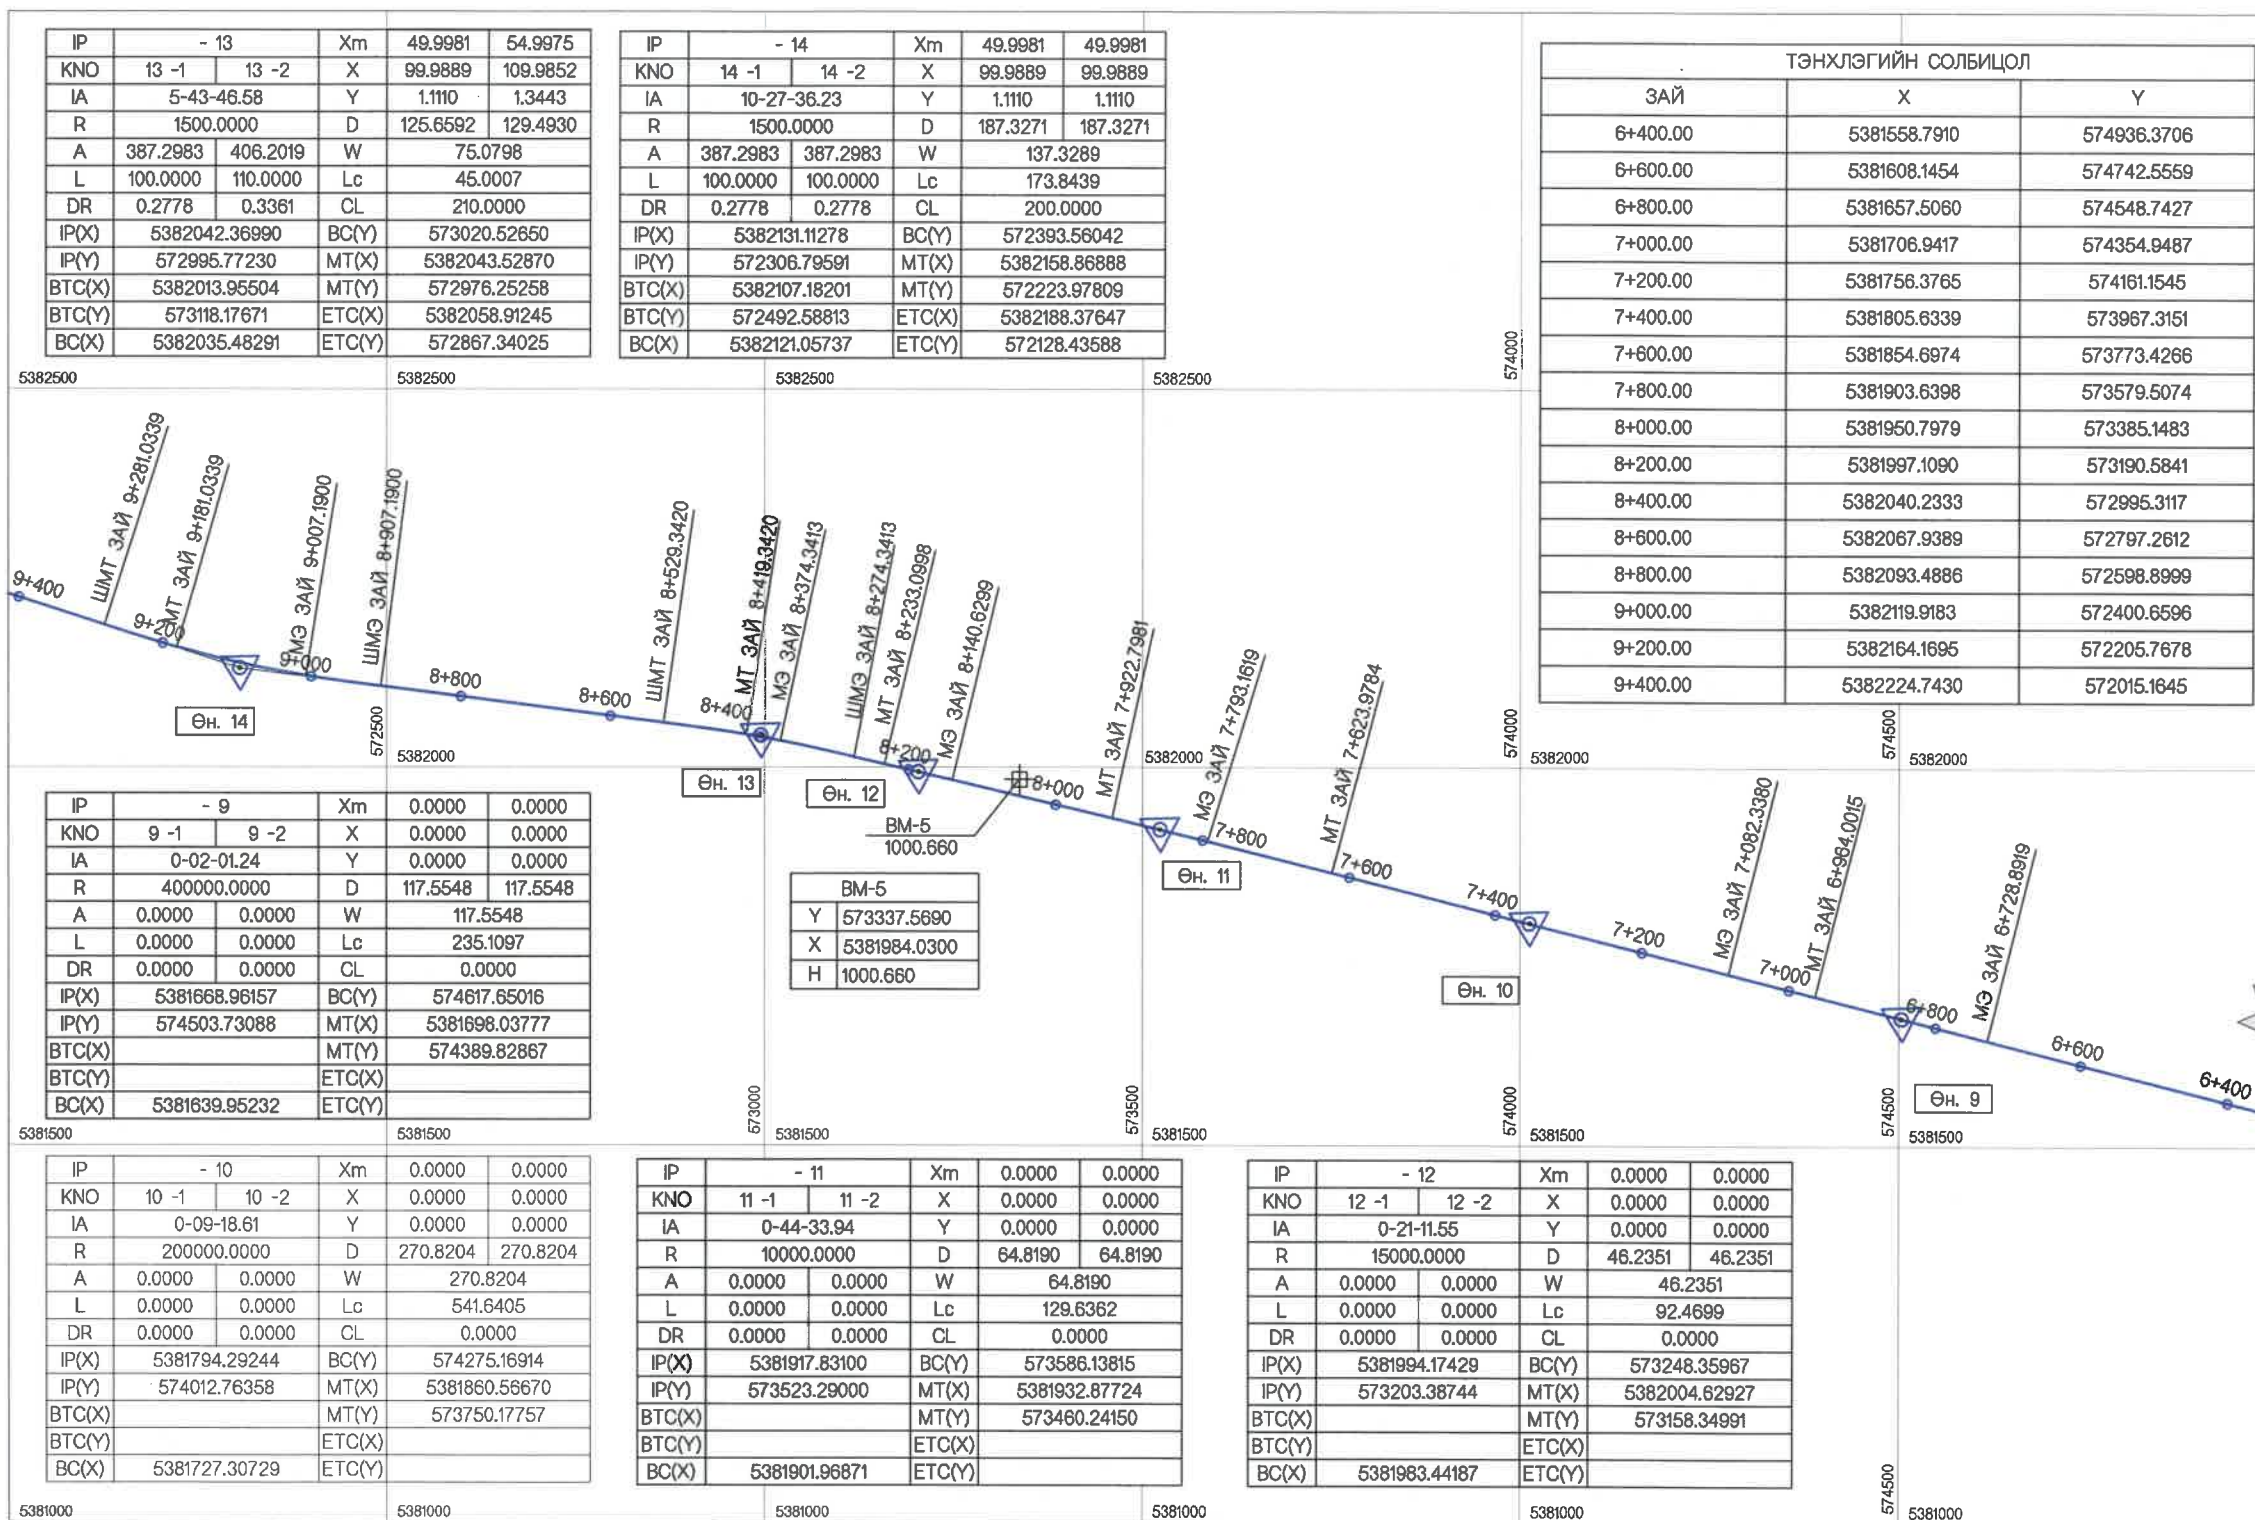 IP - 13 Xm 49.9981 54.9975
KNO 13 -1 13 -2 X 99.9889 109.9852
IA 5-43-46.58 Y 1.1110 1.3443
R 1500.0000 D 125.6592 129.4930
A 387.2983 406.2019 W 75.0798
L 100.0000 110.0000 Lc 45.0007
DR 0.2778 0.3361 CL 210.0000
IP(X) 5382042.36990 BC(Y) 573020.52650
IP(Y) 572995.77230 MT(X) 5382043.52870
BTC(X) 5382013.95504 MT(Y) 572976.25258
BTC(Y) 573118.17671 ETC(X) 5382058.91245
BC(X) 5382035.48291 ETC(Y) 572867.34025
IP - 14 Xm 49.9981 49.9981
KNO 14 -1 14 -2 X 99.9889 99.9889
IA 10-27-36.23 Y 1.1110 1.1110
R 1500.0000 D 187.3271 187.3271
A 387.2983 387.2983 W 137.3289
L 100.0000 100.0000 Lc 173.8439
DR 0.2778 0.2778 CL 200.0000
IP(X) 5382131.11278 BC(Y) 572393.56042
IP(Y) 572306.79591 MT(X) 5382158.86888
BTC(X) 5382107.18201 MT(Y) 572223.97809
BTC(Y) 572492.58813 ETC(X) 5382188.37647
BC(X) 5382121.05737 ETC(Y) 572128.43588
ТЭНХЛЭГИЙН СОЛБИЦОЛ
ЗАЙ X Y
6+400.00 5381558.7910 574936.3706
6+600.00 5381608.1454 574742.5559
6+800.00 5381657.5060 574548.7427
7+000.00 5381706.9417 574354.9487
7+200.00 5381756.3765 574161.1545
7+400.00 5381805.6339 573967.3151
7+600.00 5381854.6974 573773.4266
7+800.00 5381903.6398 573579.5074
8+000.00 5381950.7979 573385.1483
8+200.00 5381997.1090 573190.5841
8+400.00 5382040.2333 572995.3117
8+600.00 5382067.9389 572797.2612
8+800.00 5382093.4886 572598.8999
9+000.00 5382119.9183 572400.6596
9+200.00 5382164.1695 572205.7678
9+400.00 5382224.7430 572015.1645
5382500 5382500 5382500 5382500
574000
ШМТ ЗАЙ 9+281.0339
МТ ЗАЙ 9+181.0339
МЭ ЗАЙ 9+007.1900
ШМЭ ЗАЙ 8+907.1900
ШМТ ЗАЙ 8+529.3420
МТ ЗАЙ 8+419.3420
МЭ ЗАЙ 8+374.3413
ШМЭ ЗАЙ 8+274.3413
МТ ЗАЙ 8+233.0998
МЭ ЗАЙ 8+140.6299
МТ ЗАЙ 7+922.7981
МЭ ЗАЙ 7+793.1619
МТ ЗАЙ 7+623.9784
МЭ ЗАЙ 7+082.3380
МТ ЗАЙ 6+964.0015
МЭ ЗАЙ 6+728.8919
9+400
9+200
9+000
8+800
8+600
8+400
8+200
8+000
7+800
7+600
7+400
7+200
7+000
6+800
6+600
6+400
Өн. 14
Өн. 13
Өн. 12
Өн. 11
Өн. 10
Өн. 9
572500
574000
574500
5382000 5382000 5382000 5382000
BM-5
1000.660
BM-5
Y 573337.5690
X 5381984.0300
H 1000.660
IP - 9 Xm 0.0000 0.0000
KNO 9 -1 9 -2 X 0.0000 0.0000
IA 0-02-01.24 Y 0.0000 0.0000
R 400000.0000 D 117.5548 117.5548
A 0.0000 0.0000 W 117.5548
L 0.0000 0.0000 Lc 235.1097
DR 0.0000 0.0000 CL 0.0000
IP(X) 5381668.96157 BC(Y) 574617.65016
IP(Y) 574503.73088 MT(X) 5381698.03777
BTC(X) MT(Y) 574389.82867
BTC(Y) ETC(X)
BC(X) 5381639.95232 ETC(Y)
573000
573500
574000
574500
5381500 5381500 5381500 5381500 5381500 5381500
IP - 10 Xm 0.0000 0.0000
KNO 10 -1 10 -2 X 0.0000 0.0000
IA 0-09-18.61 Y 0.0000 0.0000
R 200000.0000 D 270.8204 270.8204
A 0.0000 0.0000 W 270.8204
L 0.0000 0.0000 Lc 541.6405
DR 0.0000 0.0000 CL 0.0000
IP(X) 5381794.29244 BC(Y) 574275.16914
IP(Y) 574012.76358 MT(X) 5381860.56670
BTC(X) MT(Y) 573750.17757
BTC(Y) ETC(X)
BC(X) 5381727.30729 ETC(Y)
IP - 11 Xm 0.0000 0.0000
KNO 11 -1 11 -2 X 0.0000 0.0000
IA 0-44-33.94 Y 0.0000 0.0000
R 10000.0000 D 64.8190 64.8190
A 0.0000 0.0000 W 64.8190
L 0.0000 0.0000 Lc 129.6362
DR 0.0000 0.0000 CL 0.0000
IP(X) 5381917.83100 BC(Y) 573586.13815
IP(Y) 573523.29000 MT(X) 5381932.87724
BTC(X) MT(Y) 573460.24150
BTC(Y) ETC(X)
BC(X) 5381901.96871 ETC(Y)
IP - 12 Xm 0.0000 0.0000
KNO 12 -1 12 -2 X 0.0000 0.0000
IA 0-21-11.55 Y 0.0000 0.0000
R 15000.0000 D 46.2351 46.2351
A 0.0000 0.0000 W 46.2351
L 0.0000 0.0000 Lc 92.4699
DR 0.0000 0.0000 CL 0.0000
IP(X) 5381994.17429 BC(Y) 573248.35967
IP(Y) 573203.38744 MT(X) 5382004.62927
BTC(X) MT(Y) 573158.34991
BTC(Y) ETC(X)
BC(X) 5381983.44187 ETC(Y)
574500
5381000 5381000 5381000 5381000 5381000 5381000